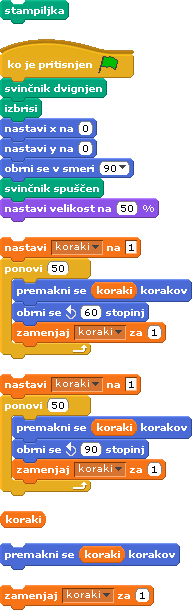 stampiljka
ko je pritisnjen
svinčnik dvignjen
izbrisi
nastavi x na 0
nastavi y na 0
obrni se v smeri 90
svinčnik spuščen
nastavi velikost na 50 %
nastavi koraki na 1
ponovi 50
premakni se koraki korakov
obrni se 60 stopinj
zamenjaj koraki za 1
nastavi koraki na 1
ponovi 50
premakni se koraki korakov
obrni se 90 stopinj
zamenjaj koraki za 1
koraki
premakni se koraki korakov
zamenjaj koraki za 1